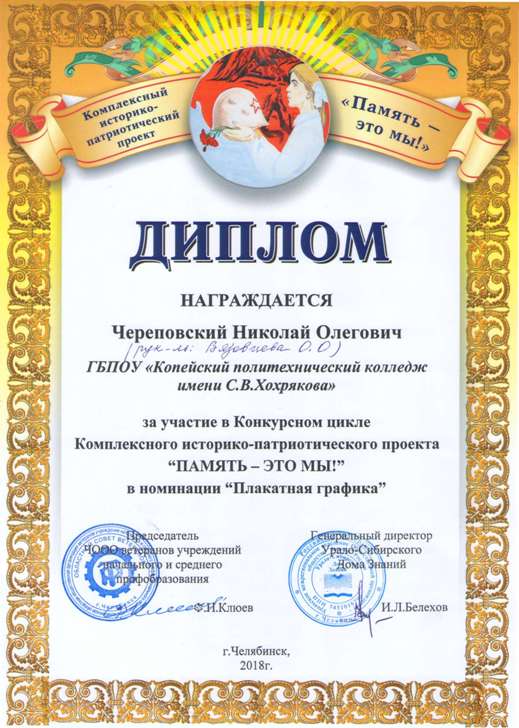 Комплексный
историко-
патриотический
проект
«Память –
это мы!»
ДИПЛОМ
НАГРАЖДАЕТСЯ
Череповский Николай Олегович
(рук-ль: О.О)
ГБПОУ «Копейский политехнический колледж
имени С.В.Хохрякова»
за участие в Конкурсном цикле
Комплексного историко-патриотического проекта
“ПАМЯТЬ – ЭТО МЫ!”
в номинации “Плакатная графика”
Председатель
ЧООО ветеранов учреждений
начального и среднего
профобразования
Ф.И.Клюев
Генеральный директор
Урало-Сибирского
Дома Знаний
И.Л.Белехов
г.Челябинск,
2018г.